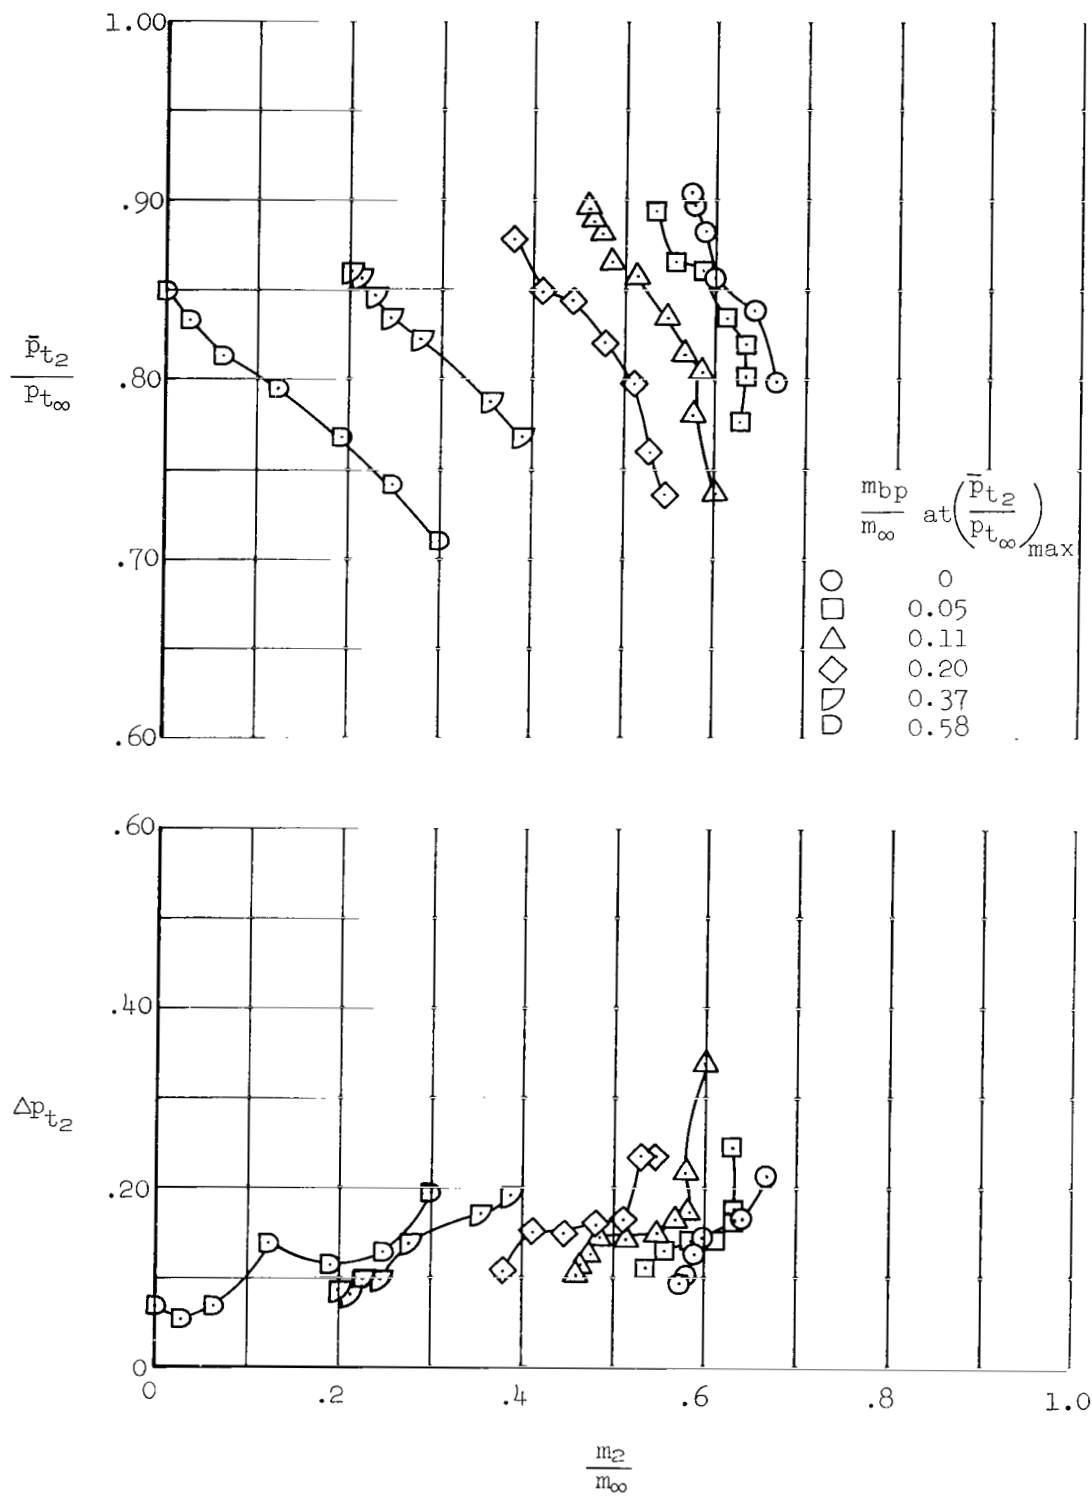 1.00
.90
.80
.70
.60
p̄t2
pt∞
mbp
m∞
at
(p̄t2
pt∞)max
0
0.05
0.11
0.20
0.37
0.58
.60
.40
.20
0
Δpt2
0 .2 .4 .6 .8 1.0
m2
m∞